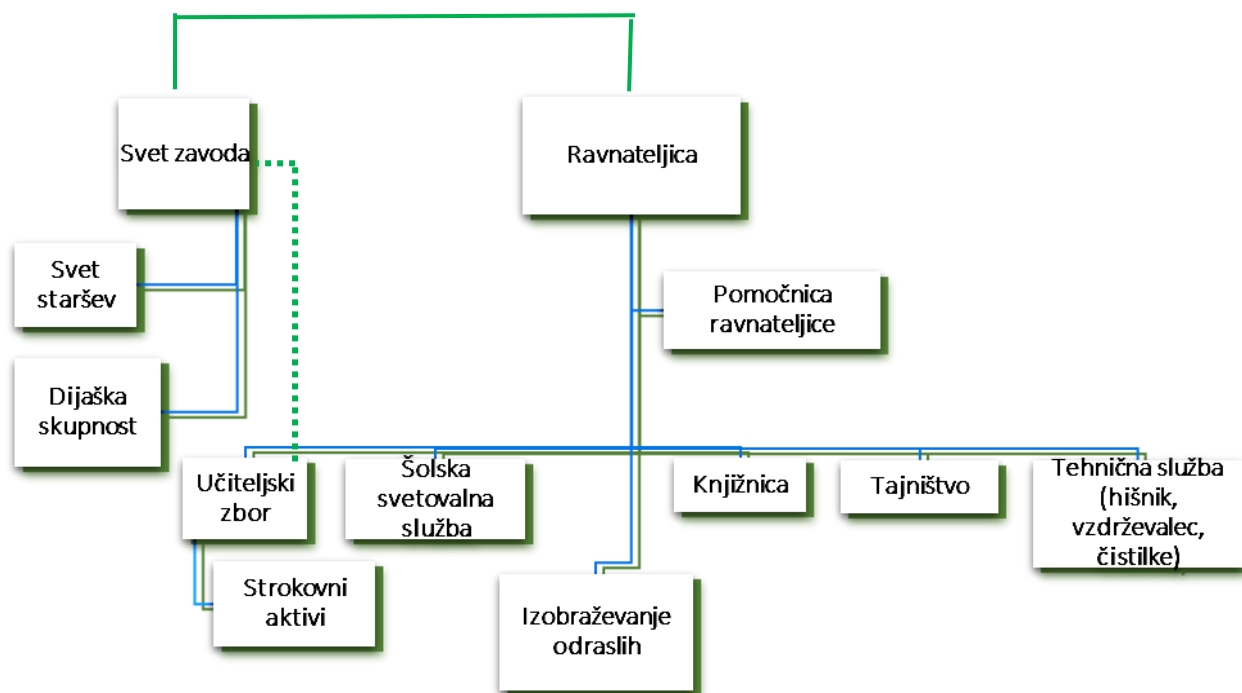 Svet zavoda
Ravnateljica
Svet
staršev
Pomočnica
ravnateljice
Dijaška
skupnost
Učiteljski
zbor
Šolska
svetovalna
služba
Knjižnica
Tajništvo
Tehnična služba
(hišnik,
vzdrževalec,
čistilke)
Strokovni
aktivi
Izobraževanje
odraslih